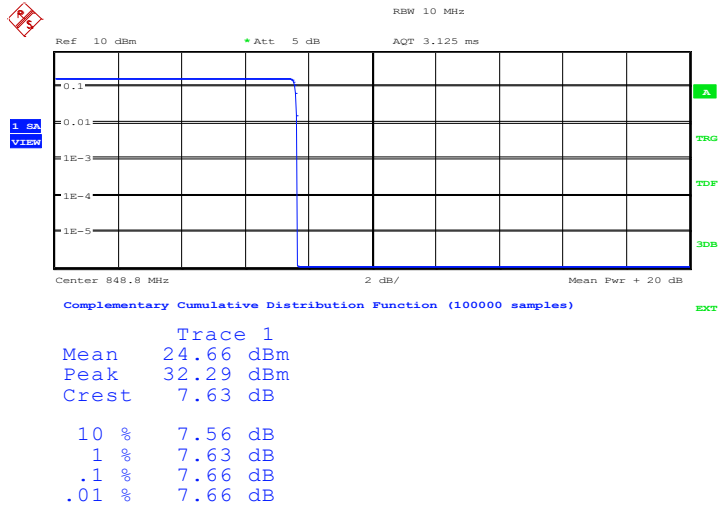 R S
RBW 10 MHz
Ref 10 dBm * Att 5 dB AQT 3.125 ms
0.1
A
1 SA
VIEW
0.01
TRG
1E-3
TDF
1E-4
1E-5
3DB
Center 848.8 MHz 2 dB/ Mean Pwr + 20 dB
Complementary Cumulative Distribution Function (100000 samples)
EXT
Trace 1
Mean 24.66 dBm
Peak 32.29 dBm
Crest 7.63 dB
10 % 7.56 dB
1 % 7.63 dB
.1 % 7.66 dB
.01 % 7.66 dB